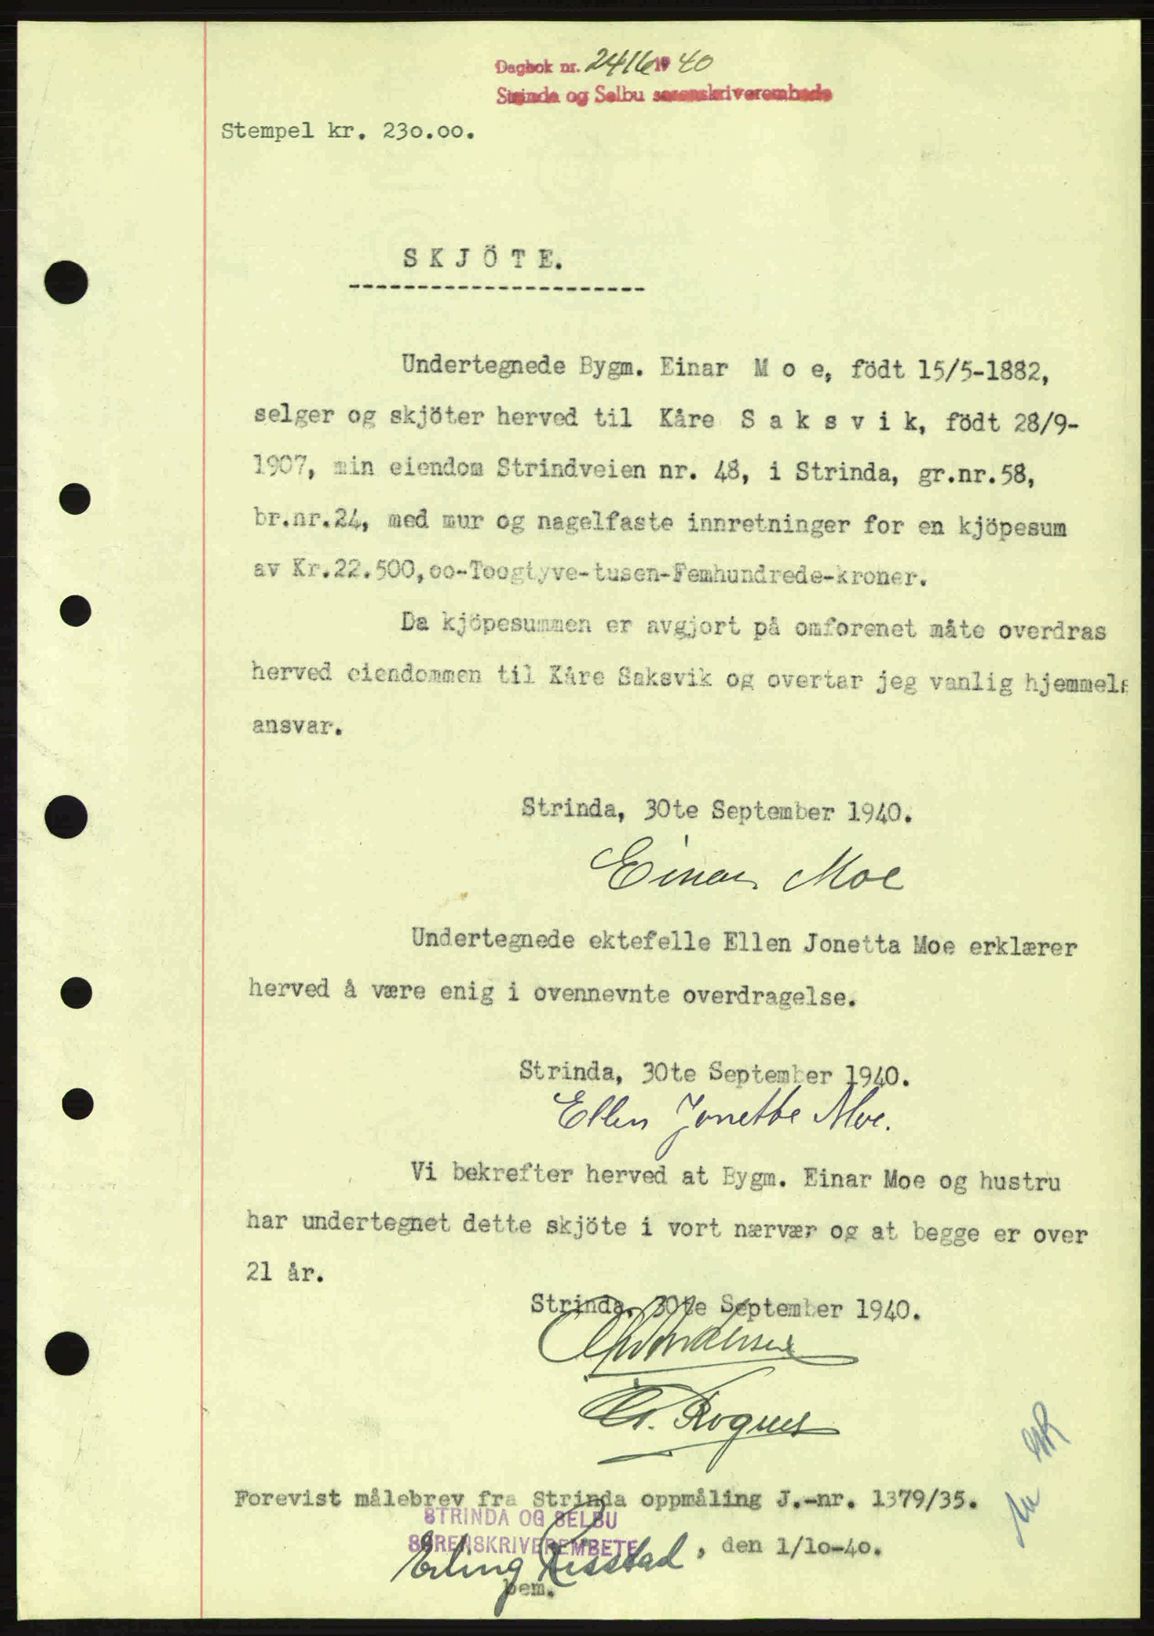 Dagbok nr. 2416 1940
Strinda og Selbu sorenskriverembede
Stempel kr. 230.00.
SKJÖTE.
Undertegnede Bygm. Einar M o e, födt 15/5-1882,
selger og skjöter herved til Kåre S a k s v i k, födt 28/9-
1907, min eiendom Strindveien nr. 48, i Strinda, gr.nr.58,
br.nr.24, med mur og nagelfaste innretninger for en kjöpesum
av Kr.22.500,oo-Toogtyve-tusen-Femhundrede-kroner.
Da kjöpesummen er avgjort på omforenet måte overdras
herved eiendommen til Kåre Saksvik og overtar jeg vanlig hjemmels
ansvar.
Strinda, 30te September 1940.
Einar Moe
Undertegnede ektefelle Ellen Jonetta Moe erklærer
herved å være enig i ovennevnte overdragelse.
Strinda, 30te September 1940.
Ellen Jonette Moe.
Vi bekrefter herved at Bygm. Einar Moe og hustru
har undertegnet dette skjöte i vort nærvær og at begge er over
21 år.
Strinda, 30te September 1940.
Forevist målebrev fra Strinda oppmåling J.-nr. 1379/35.
STRINDA OG SELBU
SORENSKRIVEREMBETE, den 1/10-40.
Erling Risstad
bem.